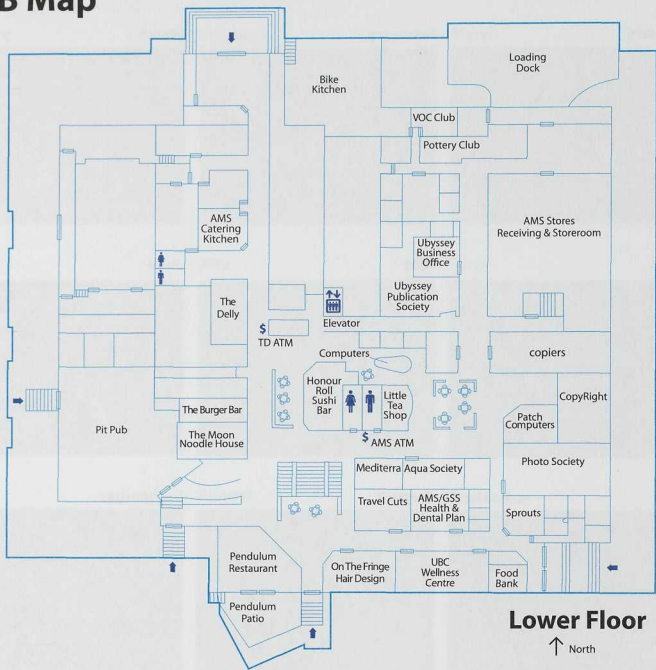 B Map
Loading
Dock
Bike
Kitchen
VOC Club
Pottery Club
AMS
Catering
Kitchen
AMS Stores
Receiving & Storeroom
Ubyssey
Business
Office
Ubyssey
Publication
Society
The
Delly
Elevator
$
TD ATM
Computers
copiers
Honour
Roll
Sushi
Bar
Little
Tea
Shop
CopyRight
Patch
Computers
The Burger Bar
Pit Pub
The Moon
Noodle House
$ AMS ATM
Photo Society
Mediterra
Aqua Society
Travel Cuts
AMS/GSS
Health &
Dental Plan
Sprouts
Pendulum
Restaurant
On The Fringe
Hair Design
UBC
Wellness
Centre
Food
Bank
Pendulum
Patio
Lower Floor
North